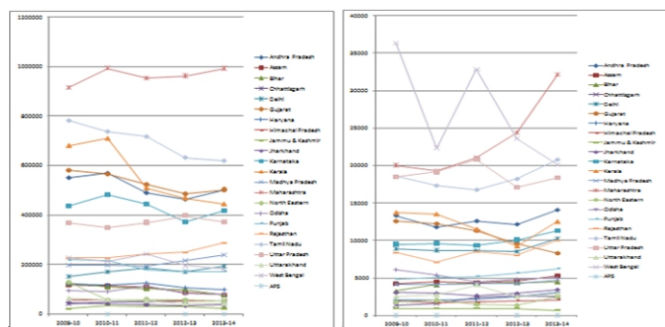 1200000
1000000
800000
600000
400000
200000
0
2009-10 2010-11 2011-12 2012-13 2013-14
Andhra Pradesh
Assam
Bihar
Chhattisgarh
Delhi
Gujarat
Haryana
Himachal Pradesh
Jammu & Kashmir
Jharkhand
Karnataka
Kerala
Madhya Pradesh
Maharashtra
North Eastern
Odisha
Punjab
Rajasthan
Tamil Nadu
Uttar Pradesh
Uttarakhand
West Bengal
APS
40000
35000
30000
25000
20000
15000
10000
5000
0
2009-10 2010-11 2011-12 2012-13 2013-14
Andhra Pradesh
Assam
Bihar
Chhattisgarh
Delhi
Gujarat
Haryana
Himachal Pradesh
Jammu & Kashmir
Jharkhand
Karnataka
Kerala
Madhya Pradesh
Maharashtra
North Eastern
Odisha
Punjab
Rajasthan
Tamil Nadu
Uttar Pradesh
Uttarakhand
West Bengal
APS